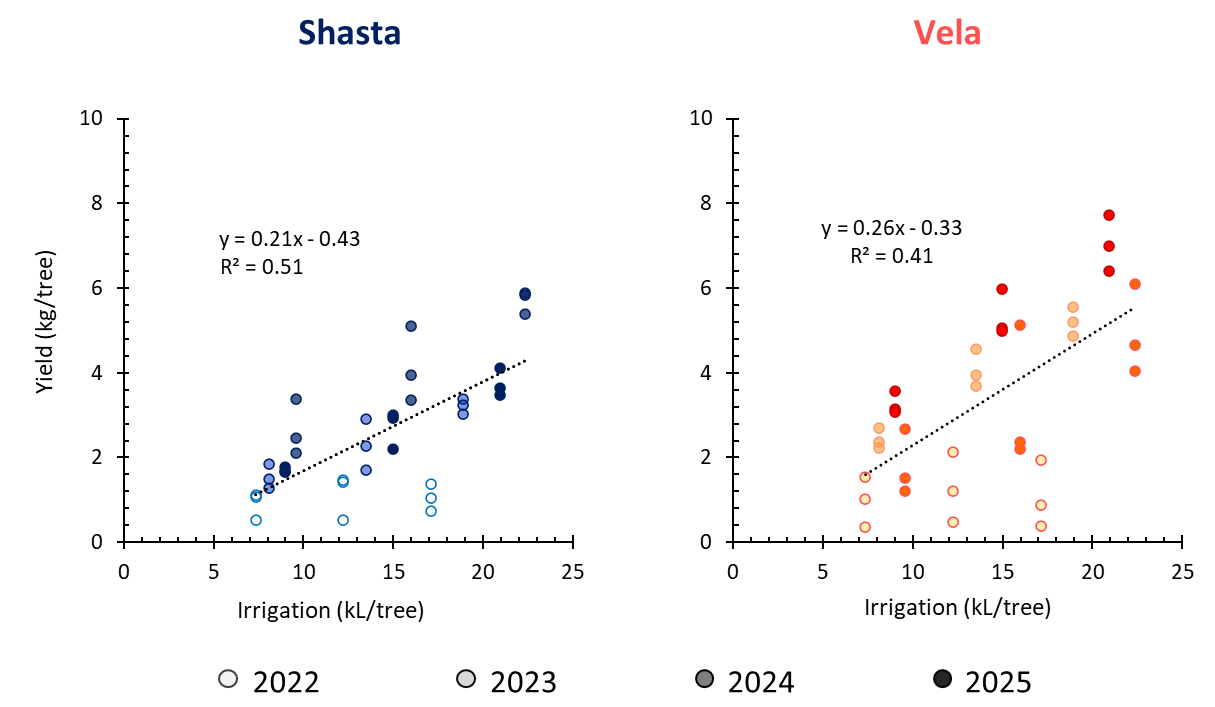 Shasta
Vela
Yield (kg/tree)
10
8
6
4
2
0
y = 0.21x - 0.43
R² = 0.51
0 5 10 15 20 25
Irrigation (kL/tree)
10
8
6
4
2
0
y = 0.26x - 0.33
R² = 0.41
0 5 10 15 20 25
Irrigation (kL/tree)
2022 2023 2024 2025